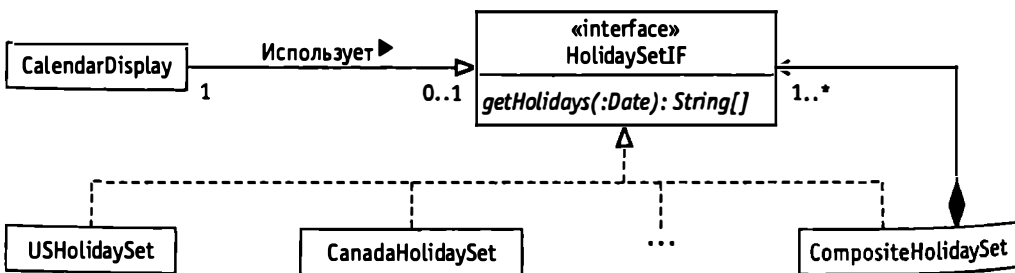 «interface»
HolidaySetIF
Использует
CalendarDisplay
1
0..1
getHolidays(:Date): String[]
1..*
USHolidaySet
CanadaHolidaySet
...
CompositeHolidaySet